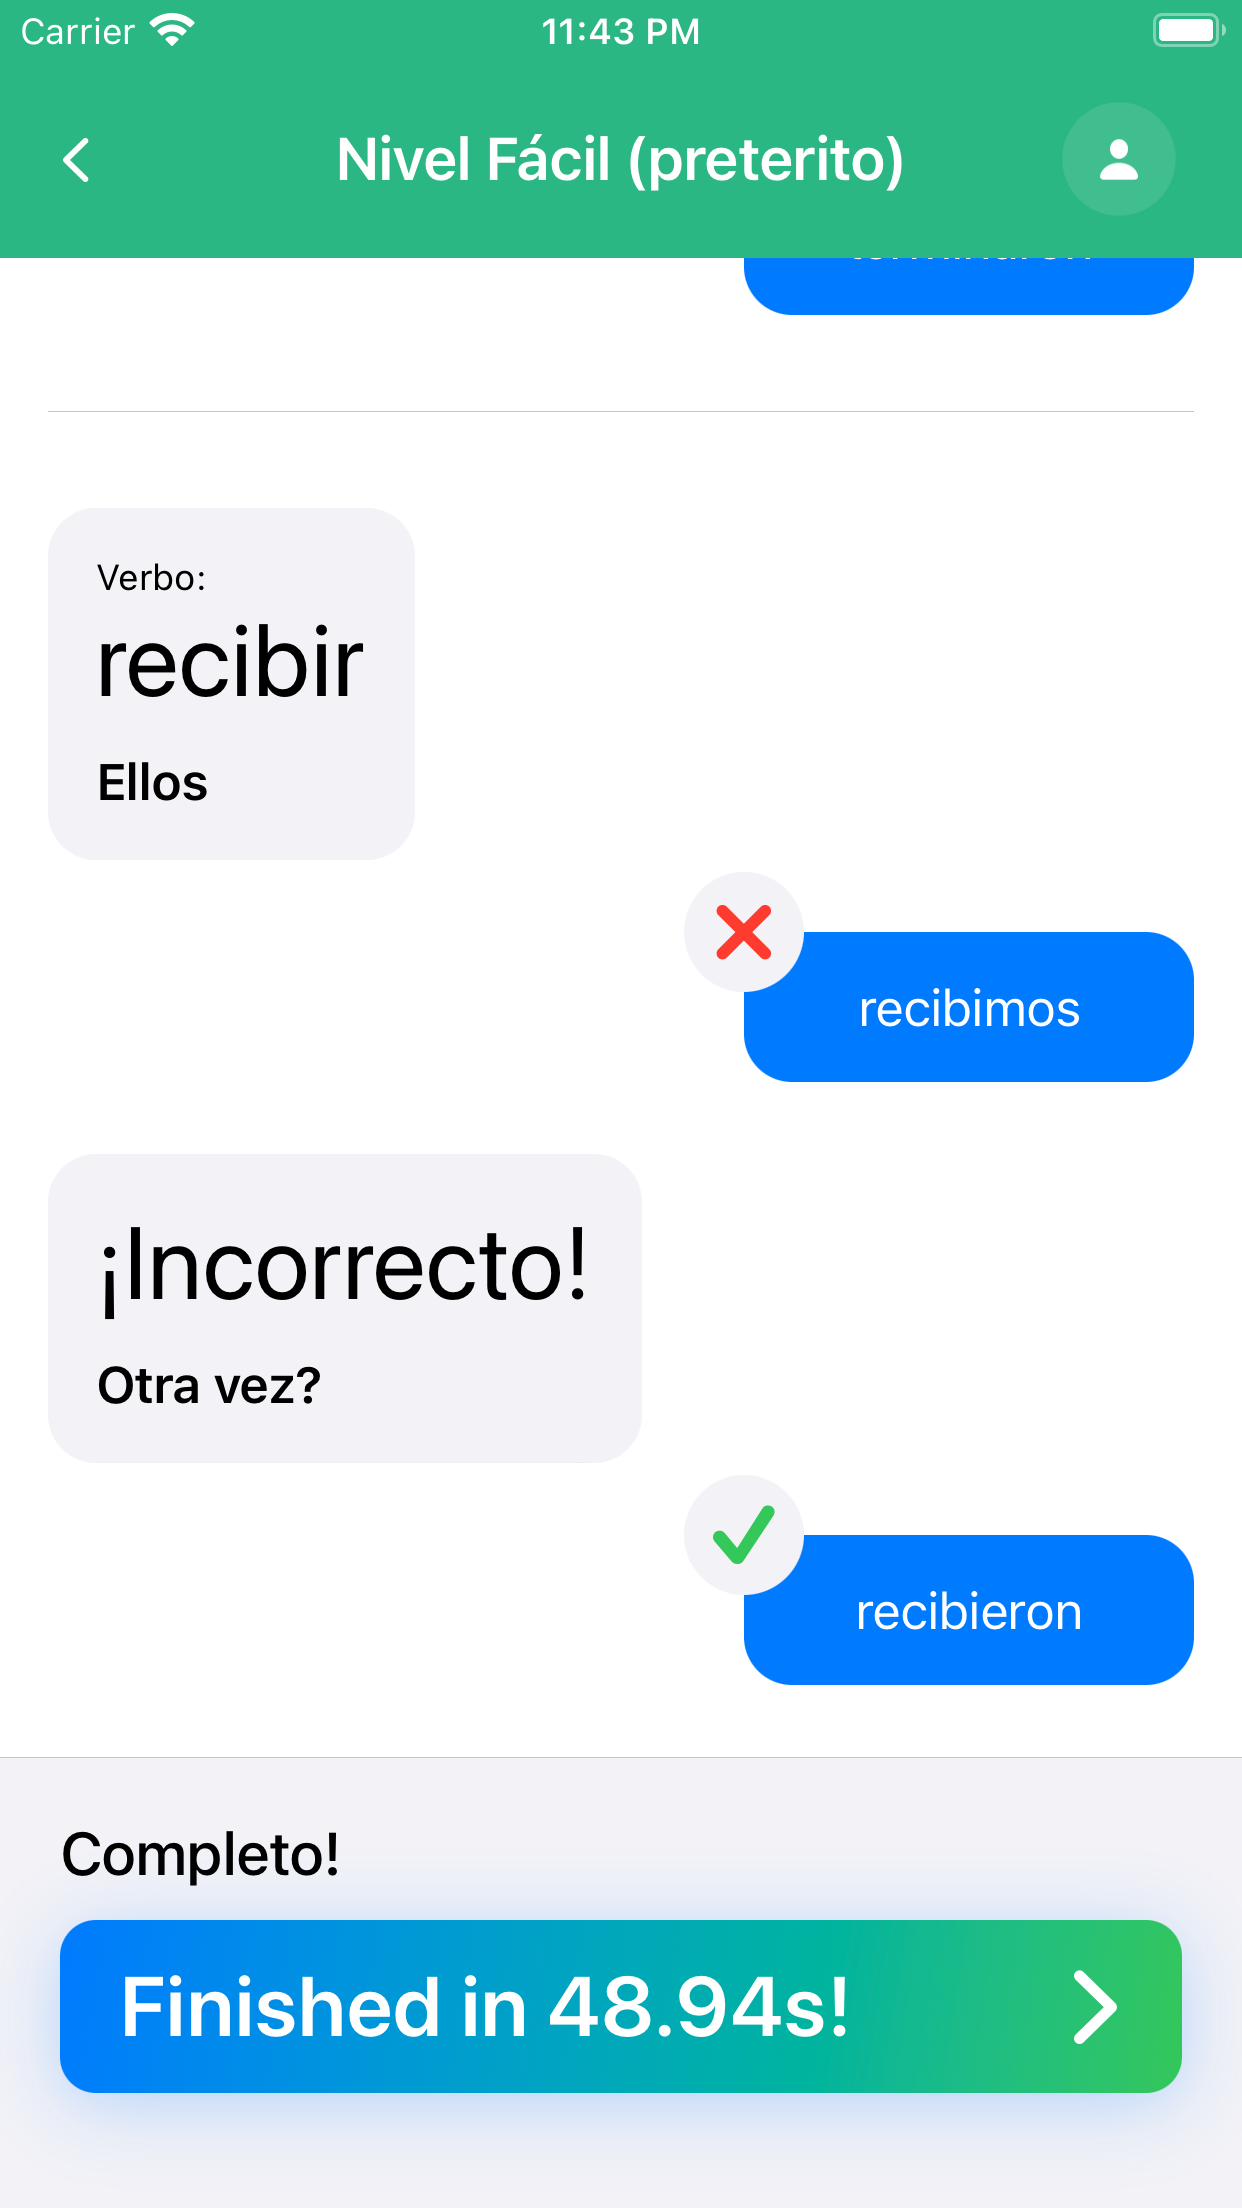 Carrier 11:43 PM
Nivel Fácil (preterito)
Verbo:
recibir
Ellos
recibimos
¡Incorrecto!
Otra vez?
recibieron
Completo!
Finished in 48.94s!